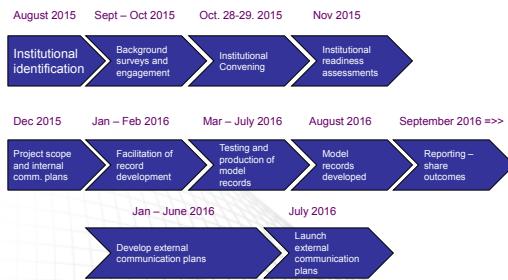 August 2015
Sept – Oct 2015
Oct. 28-29. 2015
Nov 2015
Institutional
identification
Background
surveys and
engagement
Institutional
Convening
Institutional
readiness
assessments
Dec 2015
Jan – Feb 2016
Mar – July 2016
August 2016
September 2016 =>>
Project scope
and internal
comm. plans
Facilitation of
record
development
Testing and
production of
model
records
Model
records
developed
Reporting –
share
outcomes
Jan – June 2016
July 2016
Develop external
communication plans
Launch
external
communication
plans